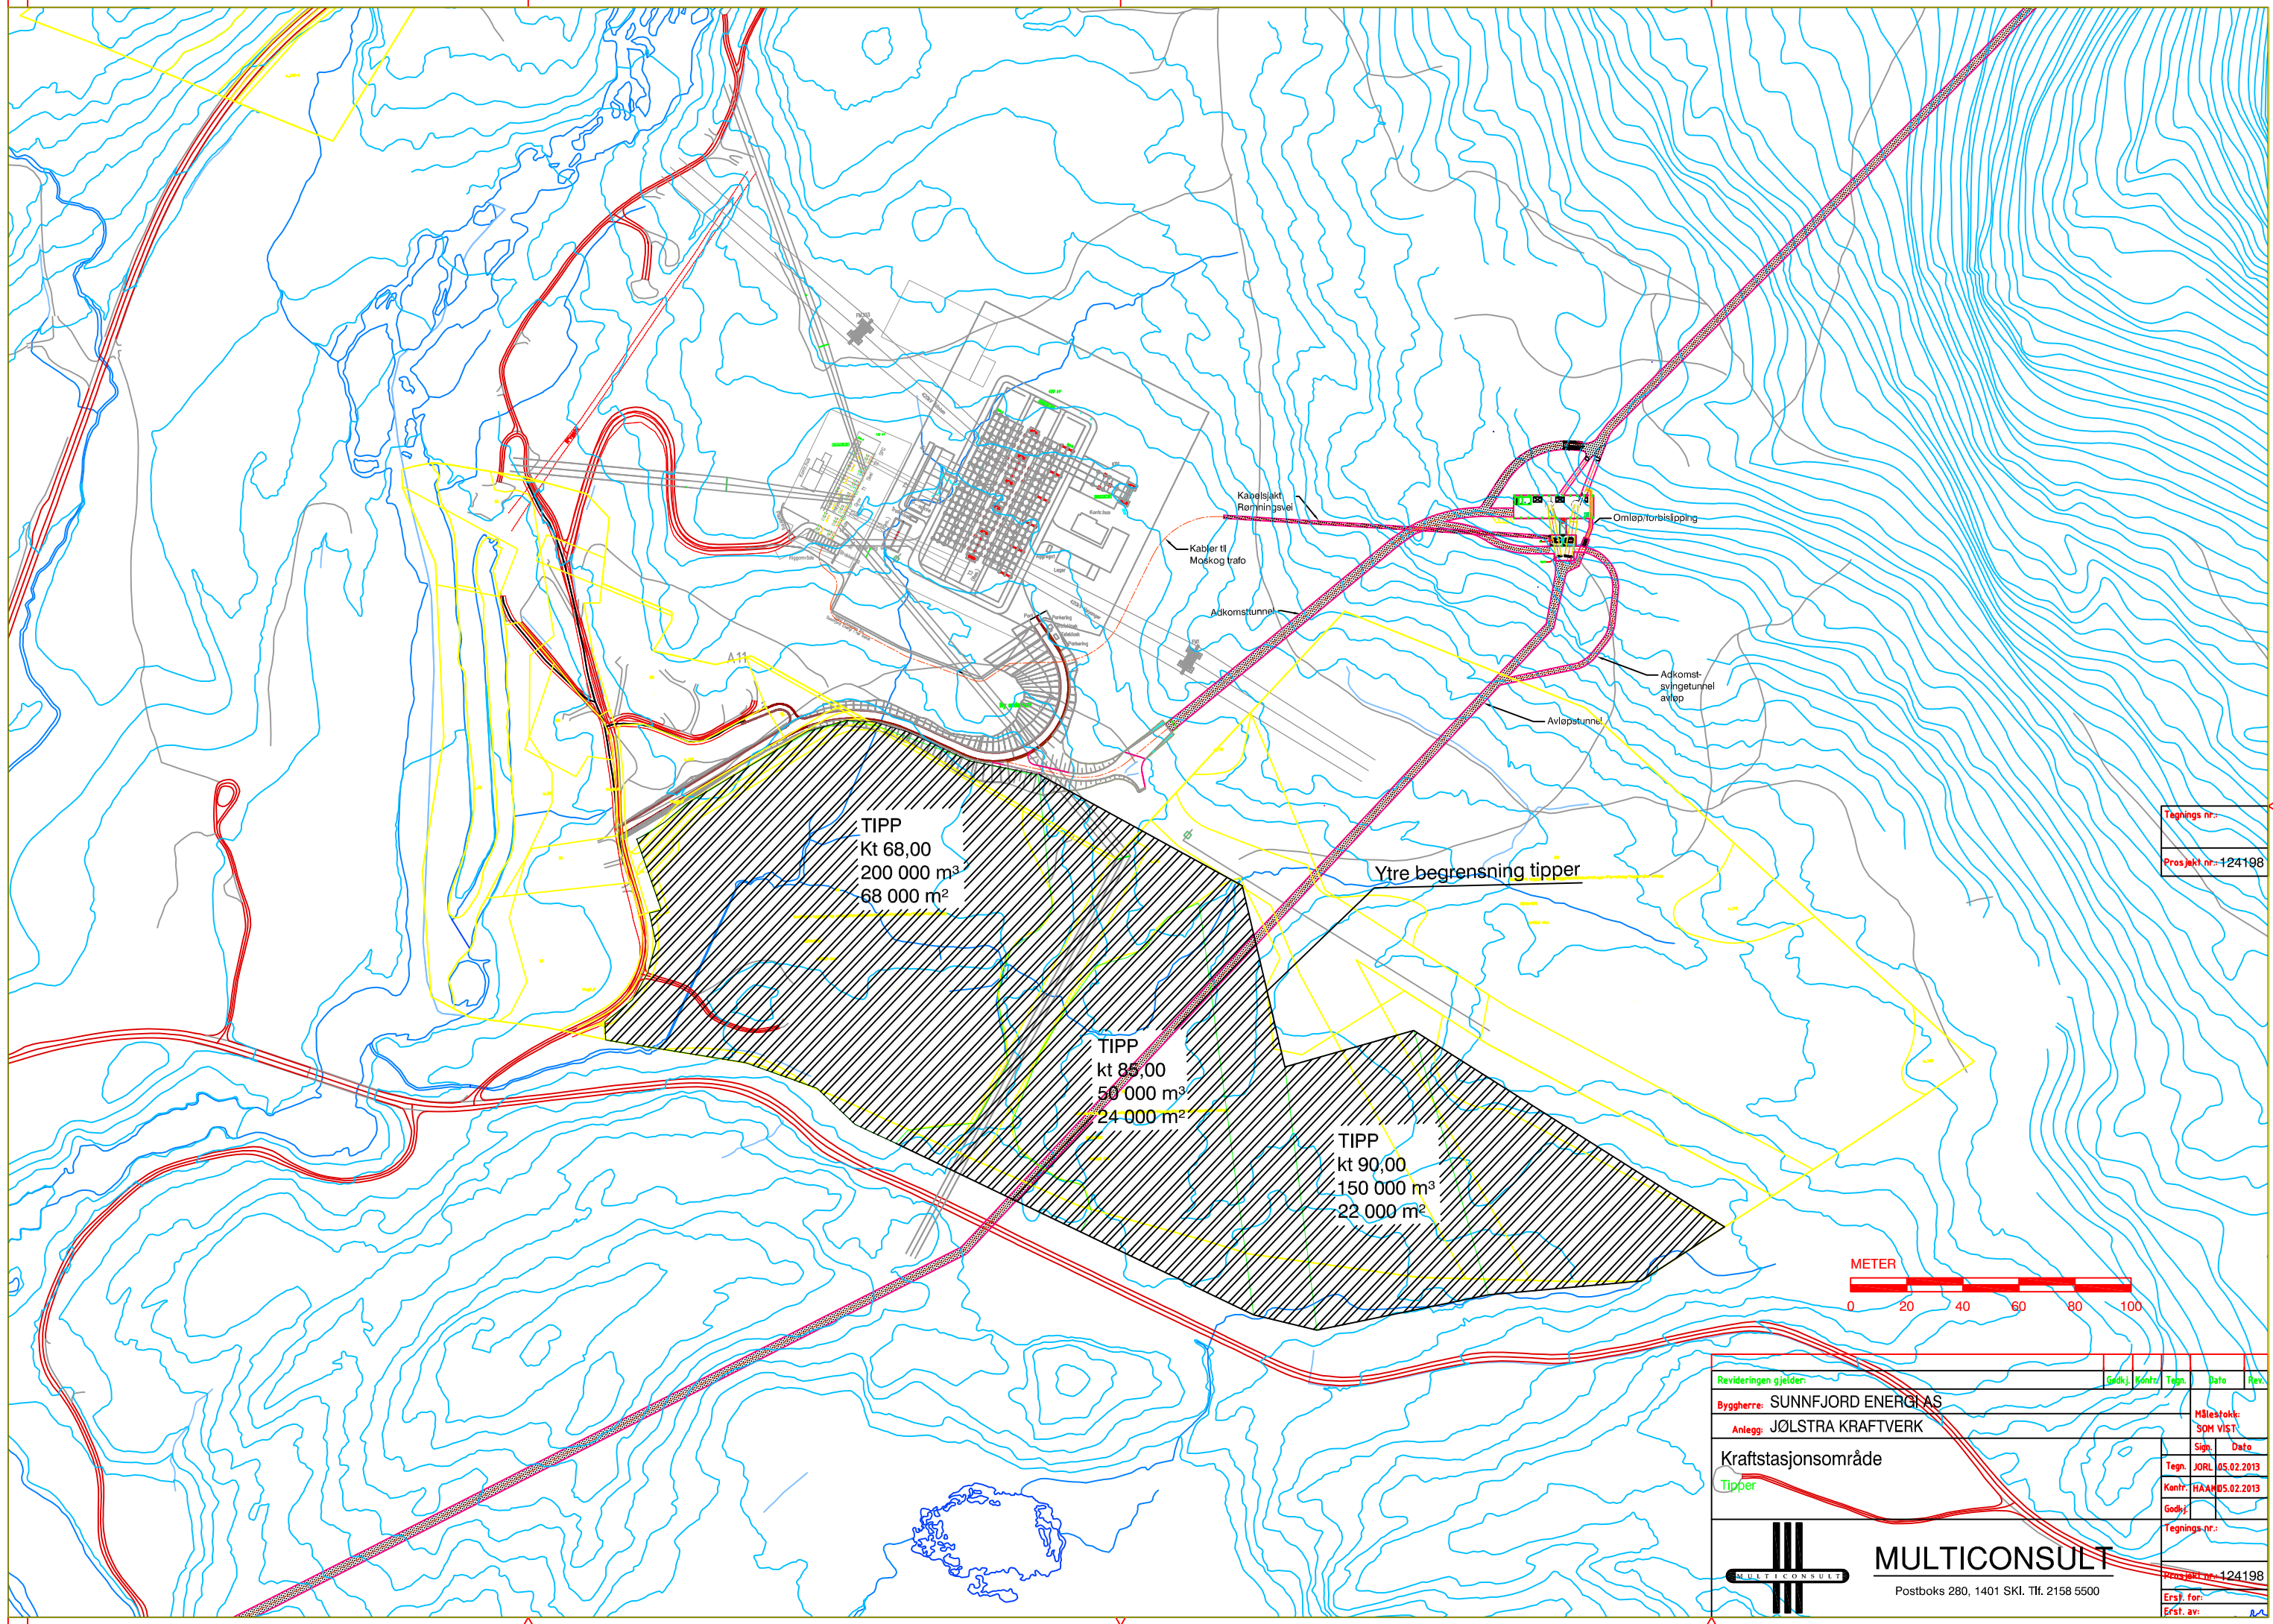 A11
Kabelsjakt
Rømningsvei
Omløp/forbislipping
Kabler til
Moskog trafo
Adkomsttunnel
Adkomst-
svingetunnel
avløp
Avløpstunnel
Parkering
Parkering
Lager
TIPP
Kt 68,00
200 000 m³
68 000 m²
Ytre begrensning tipper
TIPP
kt 85,00
50 000 m³
24 000 m²
TIPP
kt 90,00
150 000 m³
22 000 m²
Tegnings nr.:
Prosjekt nr.: 124198
METER
0 20 40 60 80 100
Revideringen gjelder: Godkj. Kontr. Tegn. Dato Rev.
Byggherre: SUNNFJORD ENERGI AS
Anlegg: JØLSTRA KRAFTVERK
Målestokk:
SOM VIST
Kraftstasjonsområde
Tipper
Sign. Dato
Tegn. JORL 05.02.2013
Kontr. HAAK 05.02.2013
Godkj.
Tegnings nr.:
MULTICONSULT
MULTICONSULT
Postboks 280, 1401 SKI. Tlf. 2158 5500
Prosjekt nr.: 124198
Erst. for:
Erst. av: